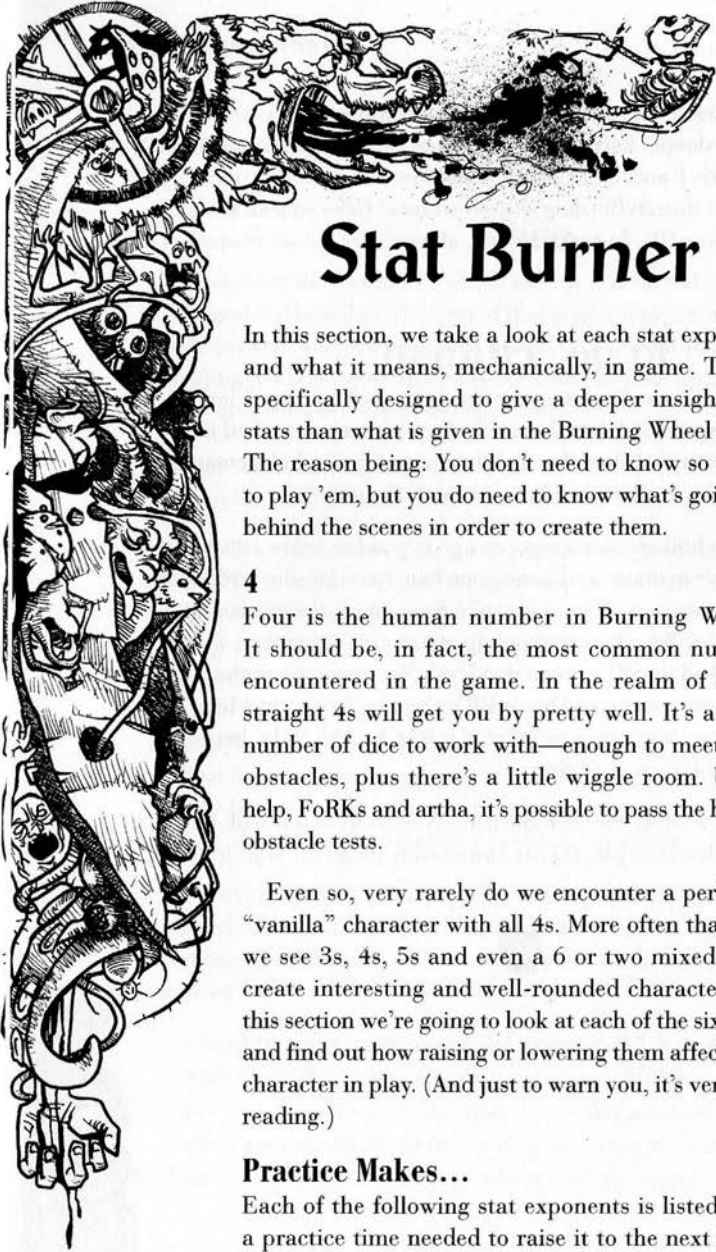 Stat Burner
In this section, we take a look at each stat exp
and what it means, mechanically, in game. T
specifically designed to give a deeper insigh
stats than what is given in the Burning Wheel
The reason being: You don't need to know so
to play 'em, but you do need to know what's goi
behind the scenes in order to create them.
4
Four is the human number in Burning W
It should be, in fact, the most common nu
encountered in the game. In the realm of
straight 4s will get you by pretty well. It's a
number of dice to work with—enough to meet
obstacles, plus there's a little wiggle room.
help, FoRKs and artha, it's possible to pass the h
obstacle tests.
Even so, very rarely do we encounter a per
“vanilla” character with all 4s. More often tha
we see 3s, 4s, 5s and even a 6 or two mixed
create interesting and well-rounded characte
this section we're going to look at each of the six
and find out how raising or lowering them affec
character in play. (And just to warn you, it's ver
reading.)
Practice Makes...
Each of the following stat exponents is listed
a practice time needed to raise it to the next